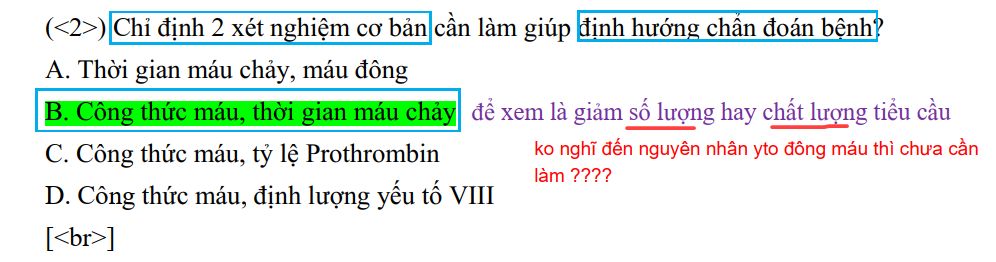 (<2>) Chỉ định 2 xét nghiệm cơ bản cần làm giúp định hướng chẩn đoán bệnh?
A. Thời gian máu chảy, máu đông
B. Công thức máu, thời gian máu chảy để xem là giảm số lượng hay chất lượng tiểu cầu
C. Công thức máu, tỷ lệ Prothrombin
ko nghĩ đến nguyên nhân yto đông máu thì chưa cần
làm ????
D. Công thức máu, định lượng yếu tố VIII
[<br>]